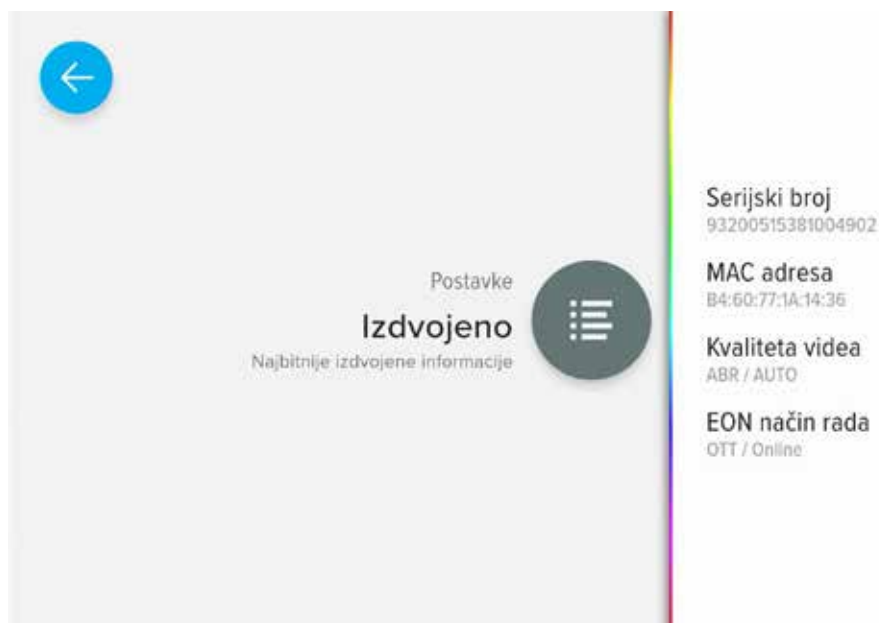 Postavke
Izdvojeno
Najbitnije izdvojene informacije
Serijski broj
93200515381004902
MAC adresa
B4:60:77:1A:14:36
Kvaliteta videa
ABR / AUTO
EON način rada
OTT / Online